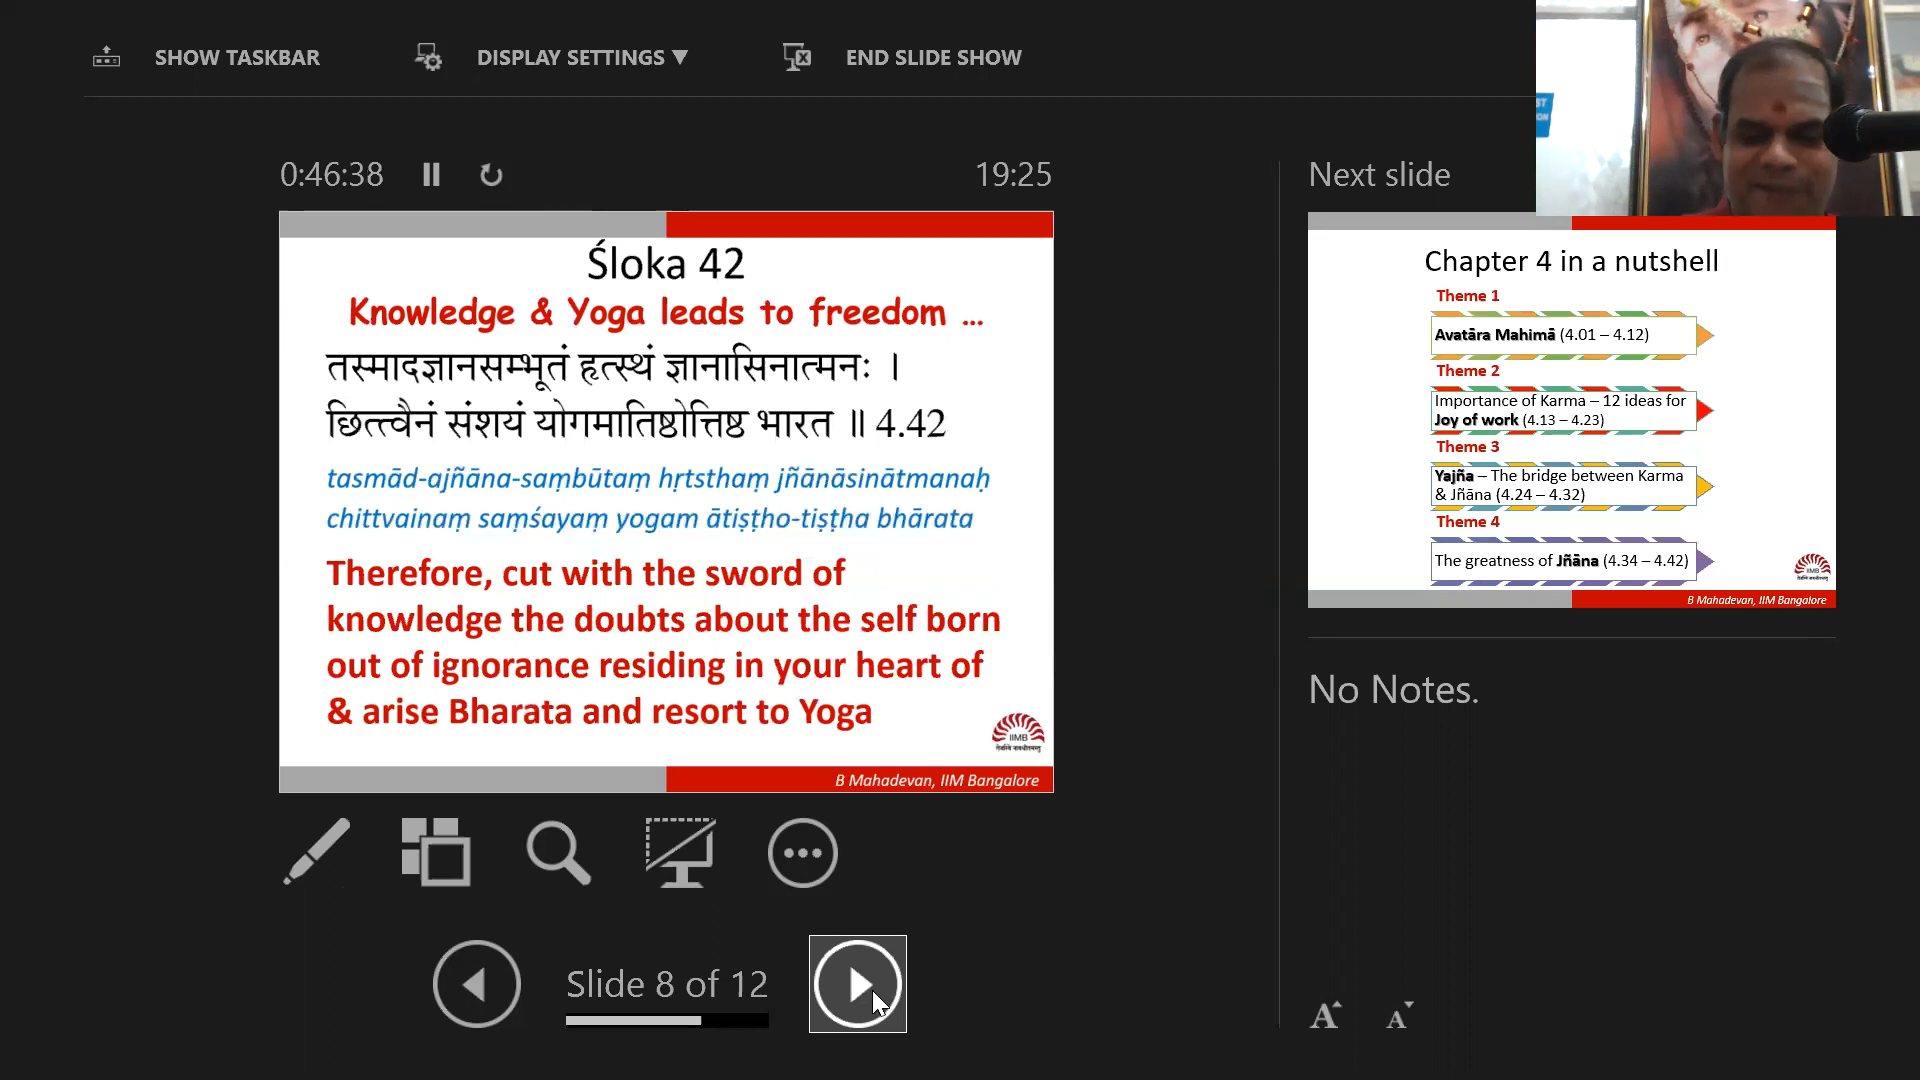 SHOW TASKBAR
DISPLAY SETTINGS ▼
END SLIDE SHOW
0:46:38
19:25
Next slide
Śloka 42
Knowledge & Yoga leads to freedom ...
तस्मादज्ञानसम्भूतं हृत्स्थं ज्ञानासिनात्मनः ।
छित्त्वैनं संशयं योगमातिष्ठोत्तिष्ठ भारत ॥ 4.42
tasmād-ajñāna-saṃbūtaṃ hṛtsthaṃ jñānāsinātmanaḥ
chittvainaṃ saṃśayaṃ yogam ātiṣṭho-tiṣṭha bhārata
Therefore, cut with the sword of
knowledge the doubts about the self born
out of ignorance residing in your heart of
& arise Bharata and resort to Yoga
IIMB
B Mahadevan, IIM Bangalore
Chapter 4 in a nutshell
Theme 1
Avatāra Mahimā (4.01 – 4.12)
Theme 2
Importance of Karma – 12 ideas for
Joy of work (4.13 – 4.23)
Theme 3
Yajña – The bridge between Karma
& Jñāna (4.24 – 4.32)
Theme 4
The greatness of Jñāna (4.34 – 4.42)
IIMB
B Mahadevan, IIM Bangalore
No Notes.
Slide 8 of 12
A A